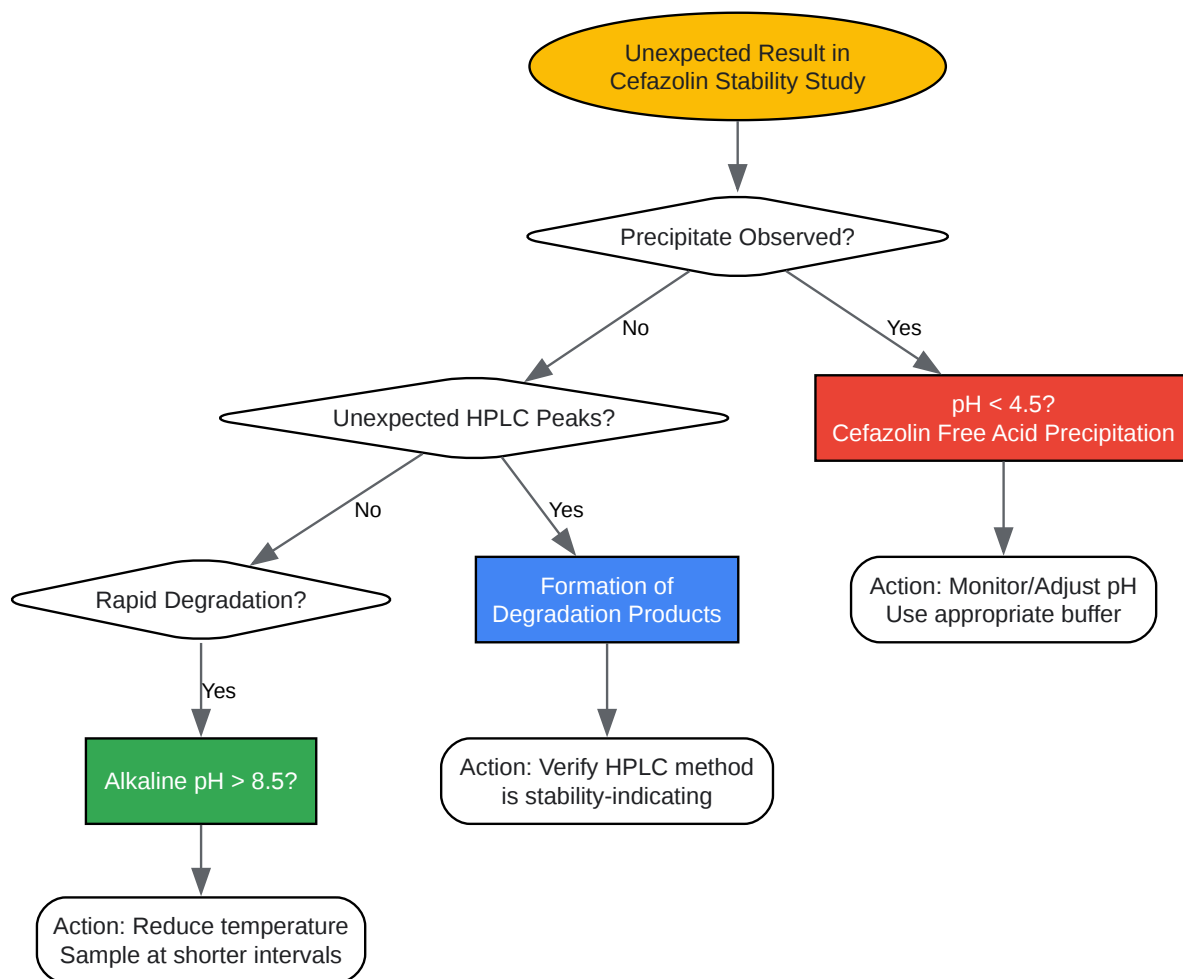 Unexpected Result in
Cefazolin Stability Study
Precipitate Observed?
No
Yes
Unexpected HPLC Peaks?
pH < 4.5?
Cefazolin Free Acid Precipitation
No
Yes
Rapid Degradation?
Formation of
Degradation Products
Action: Monitor/Adjust pH
Use appropriate buffer
Yes
Alkaline pH > 8.5?
Action: Verify HPLC method
is stability-indicating
Action: Reduce temperature
Sample at shorter intervals